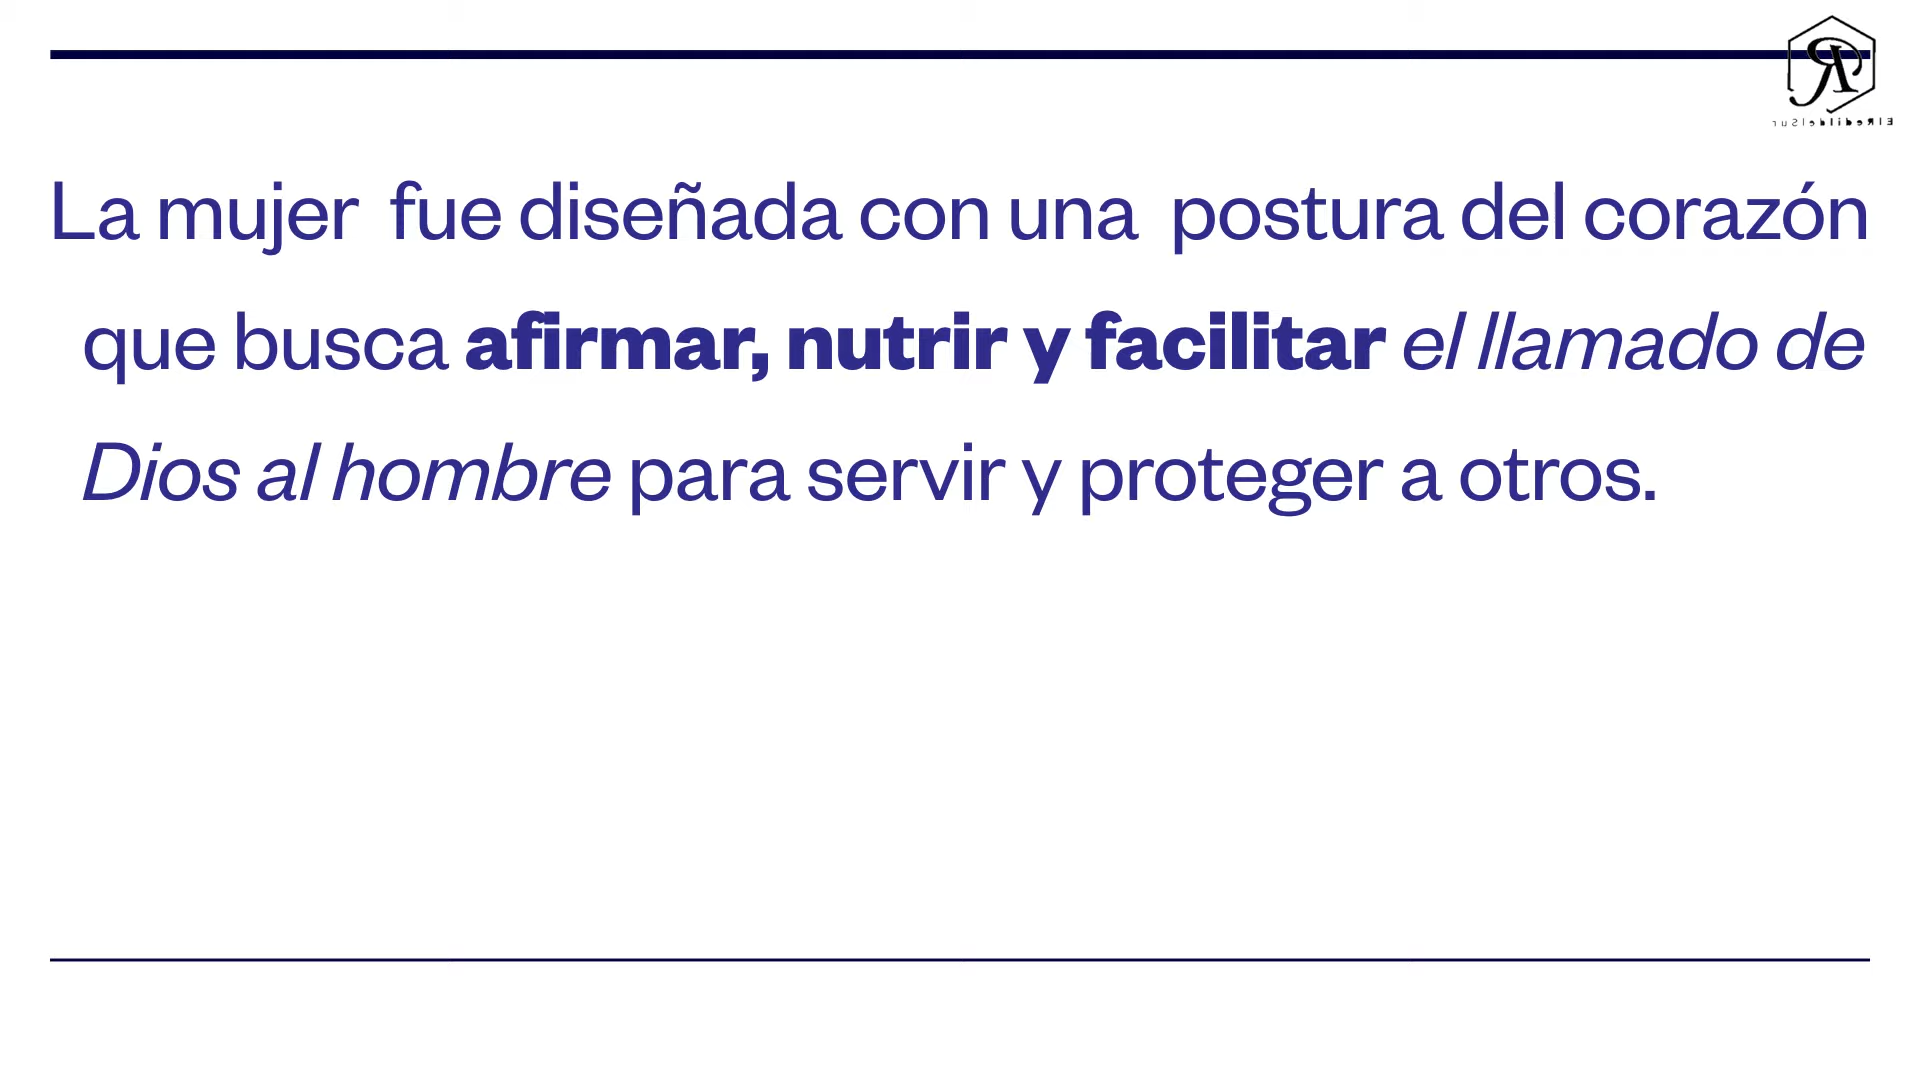 ElRedildelSur
La mujer fue diseñada con una postura del corazón
que busca afirmar, nutrir y facilitar el llamado de
Dios al hombre para servir y proteger a otros.